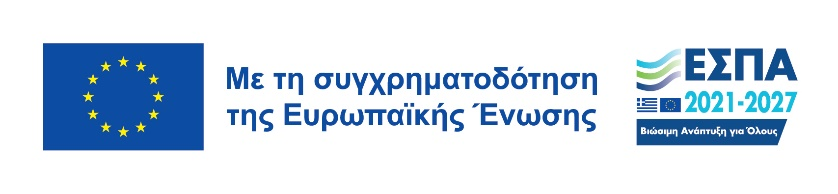 Με τη συγχρηματοδότηση
της Ευρωπαϊκής Ένωσης
ΕΣΠΑ
2021-2027
Βιώσιμη Ανάπτυξη για Όλους